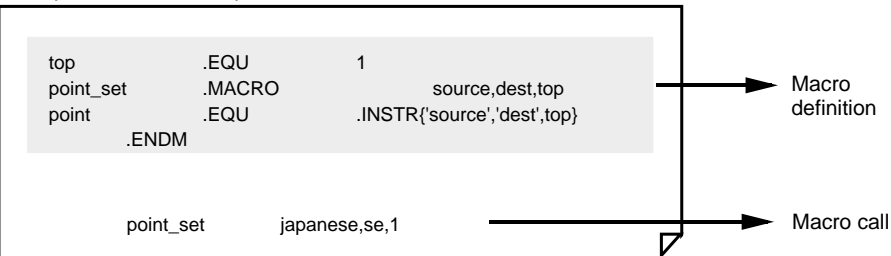 top .EQU 1
point_set .MACRO source,dest,top
point .EQU .INSTR{'source','dest',top}
.ENDM
Macro
definition
point_set japanese,se,1
Macro call